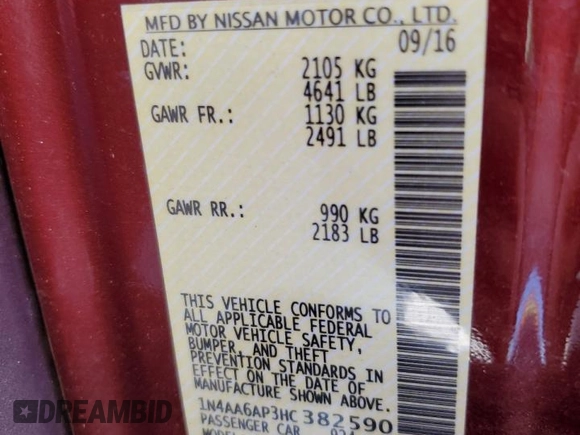 MFD BY NISSAN MOTOR CO., LTD.
DATE: 09/16
GVWR: 2105 KG
4641 LB
GAWR FR.: 1130 KG
2491 LB
GAWR RR.: 990 KG
2183 LB
THIS VEHICLE CONFORMS TO
ALL APPLICABLE FEDERAL
MOTOR VEHICLE SAFETY,
BUMPER, AND THEFT
PREVENTION STANDARDS IN
EFFECT ON THE DATE OF
MANUFACTURE SHOWN ABOVE.
1N4AA6AP3HC382590
PASSENGER CAR
DREAMBID